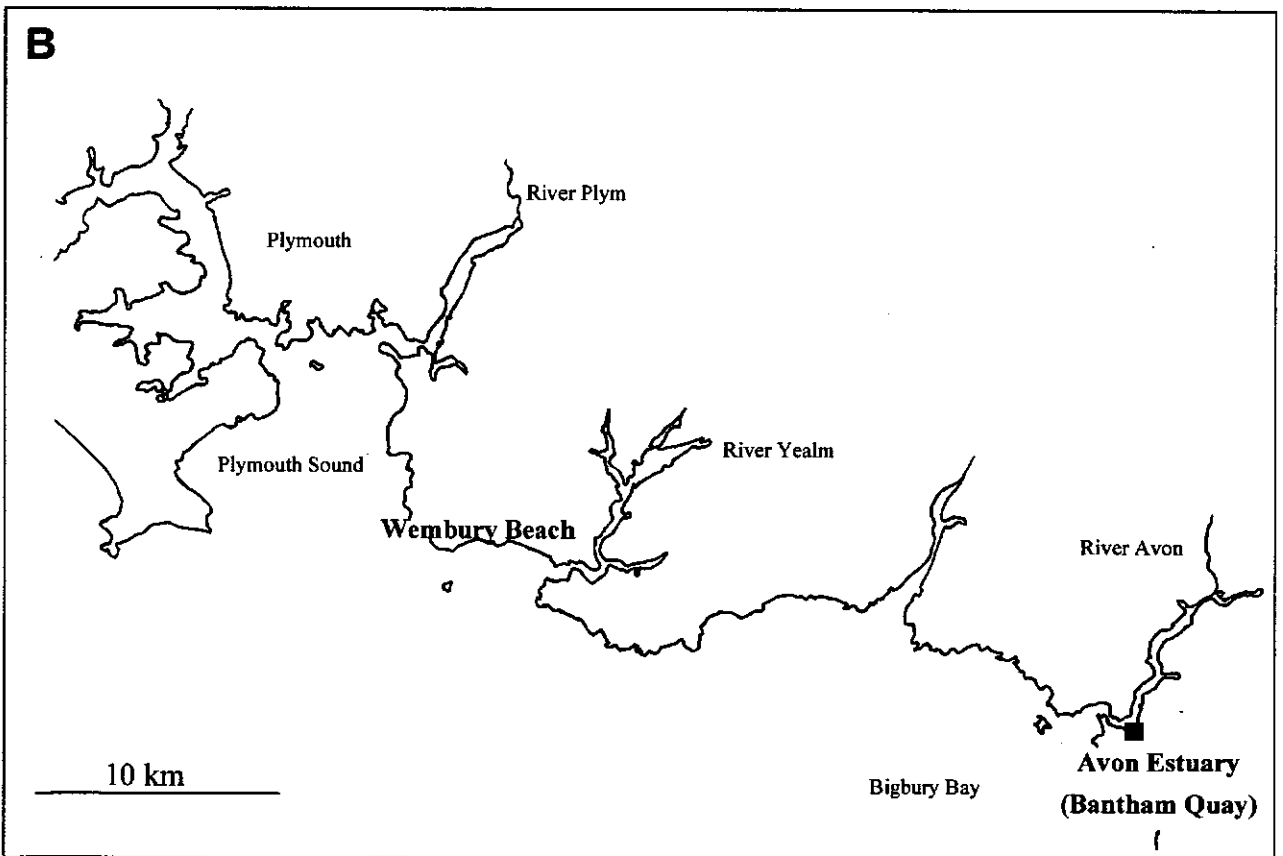 B
River Plym
Plymouth
River Yealm
Plymouth Sound
Wembury Beach
River Avon
10 km
Bigbury Bay
Avon Estuary
(Bantham Quay)